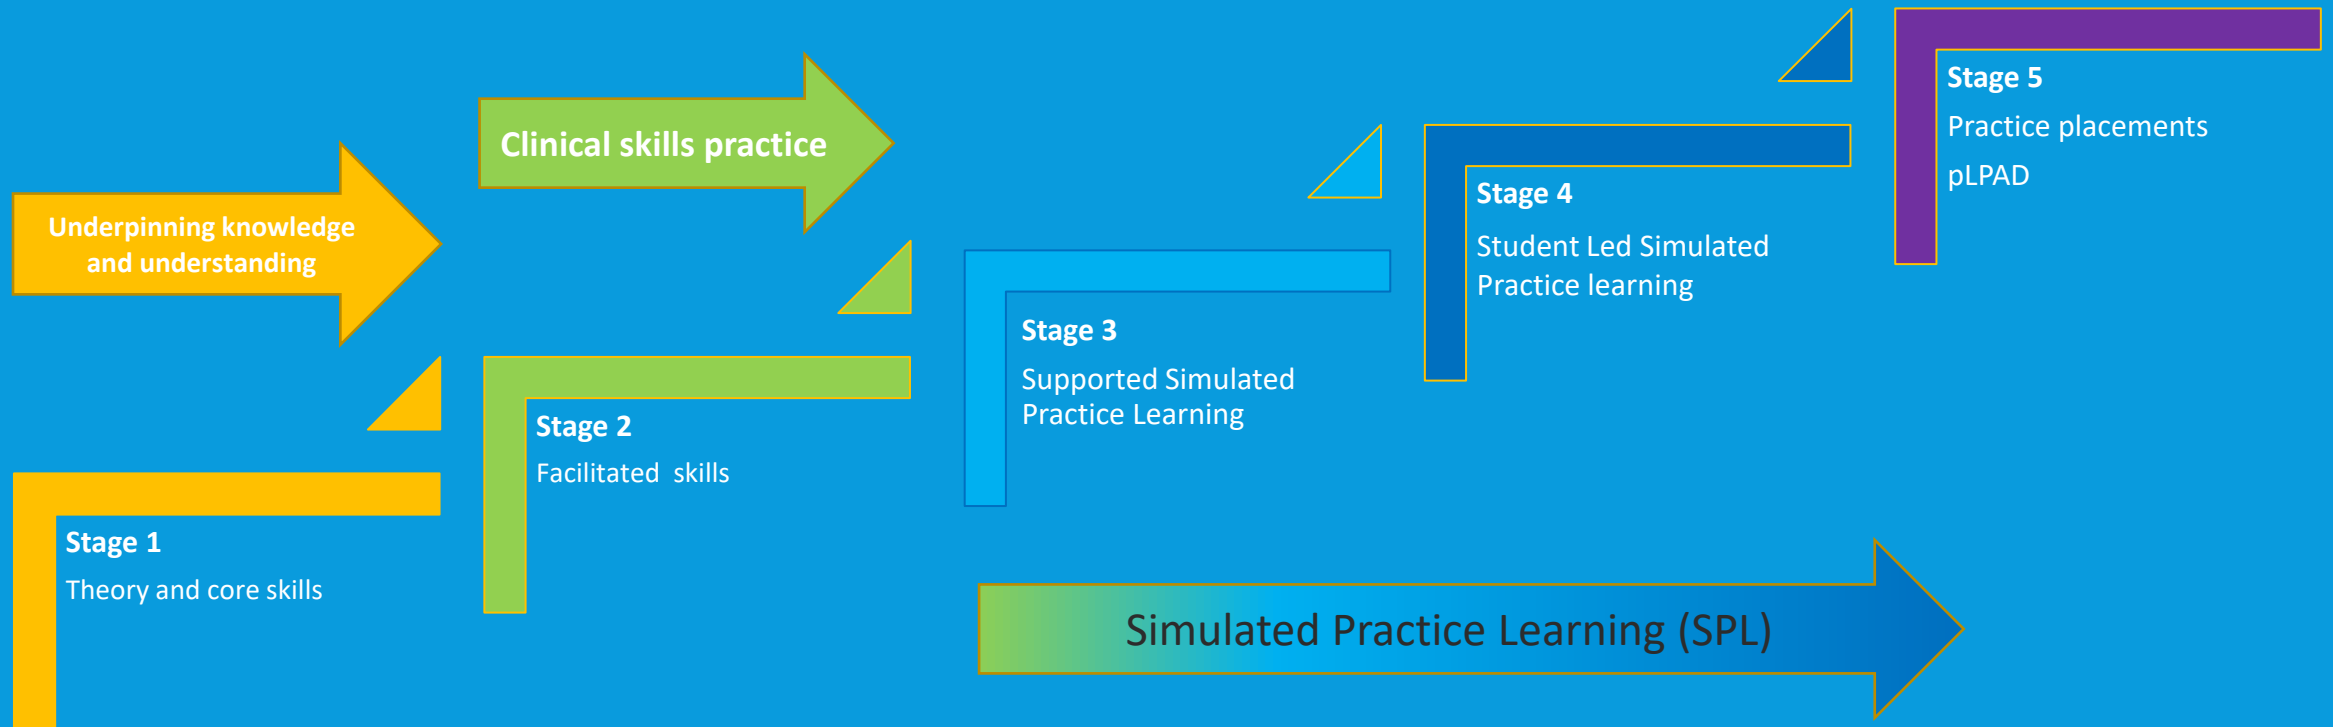 Underpinning knowledge
and understanding
Clinical skills practice
Stage 1
Theory and core skills
Stage 2
Facilitated  skills
Stage 3
Supported Simulated
Practice Learning
Stage 4
Student Led Simulated
Practice learning
Stage 5
Practice placements
pLPAD
Simulated Practice Learning (SPL)